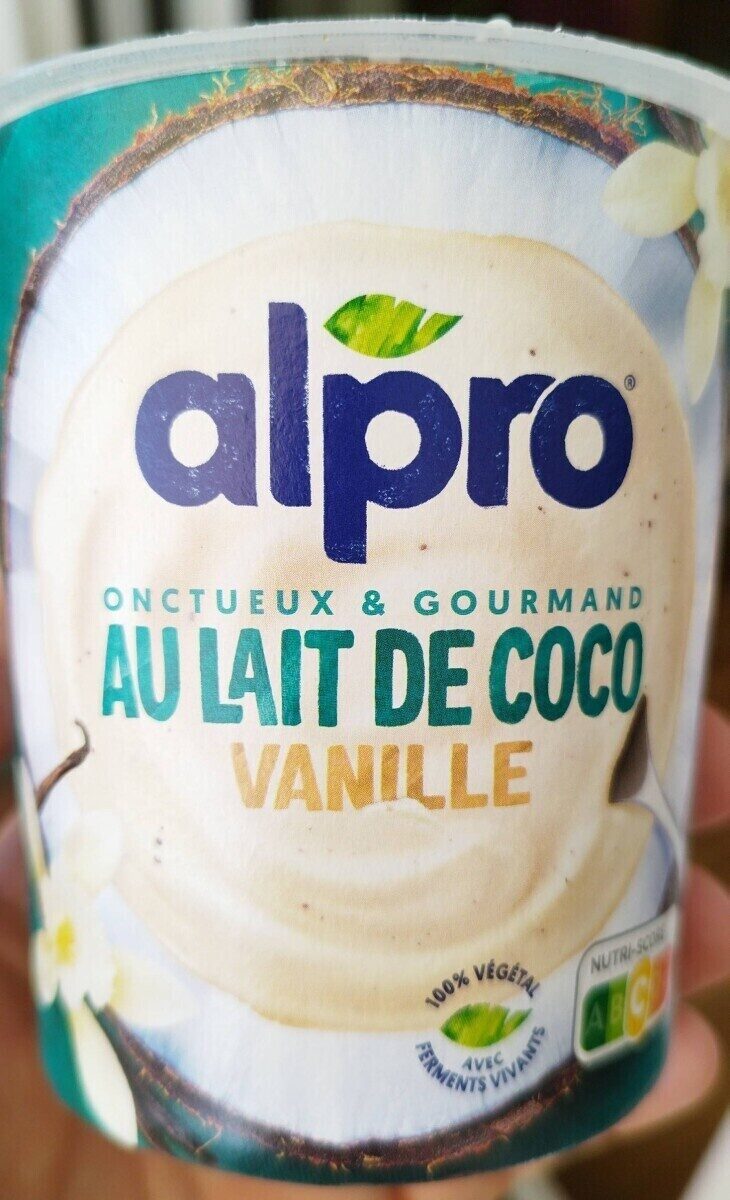 alpro®
ONCTUEUX & GOURMAND
AU LAIT DE COCO
VANILLE
100% VÉGÉTAL
AVEC
FERMENTS VIVANTS
NUTRI-SCORE
A B C